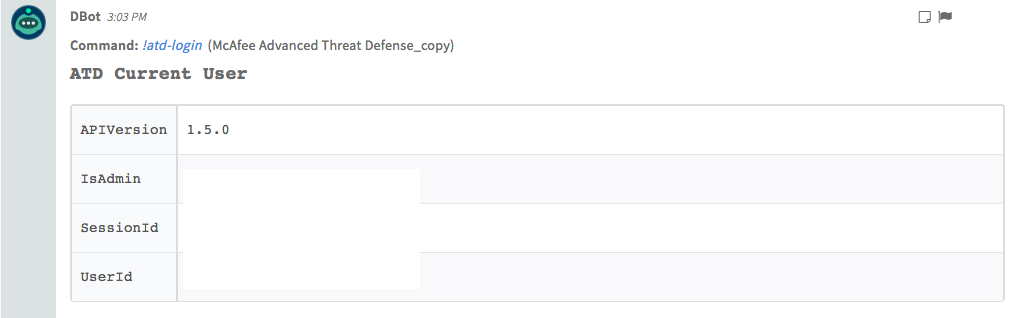 DBot 3:03 PM
Command: !atd-login (McAfee Advanced Threat Defense_copy)
ATD Current User
APIVersion 1.5.0
IsAdmin
SessionId
UserId